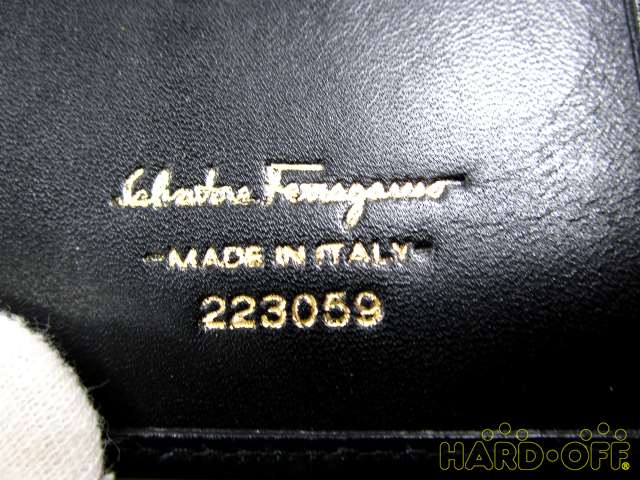 Salvatore Ferragamo
-MADE IN ITALY-
223059
HARD·OFF